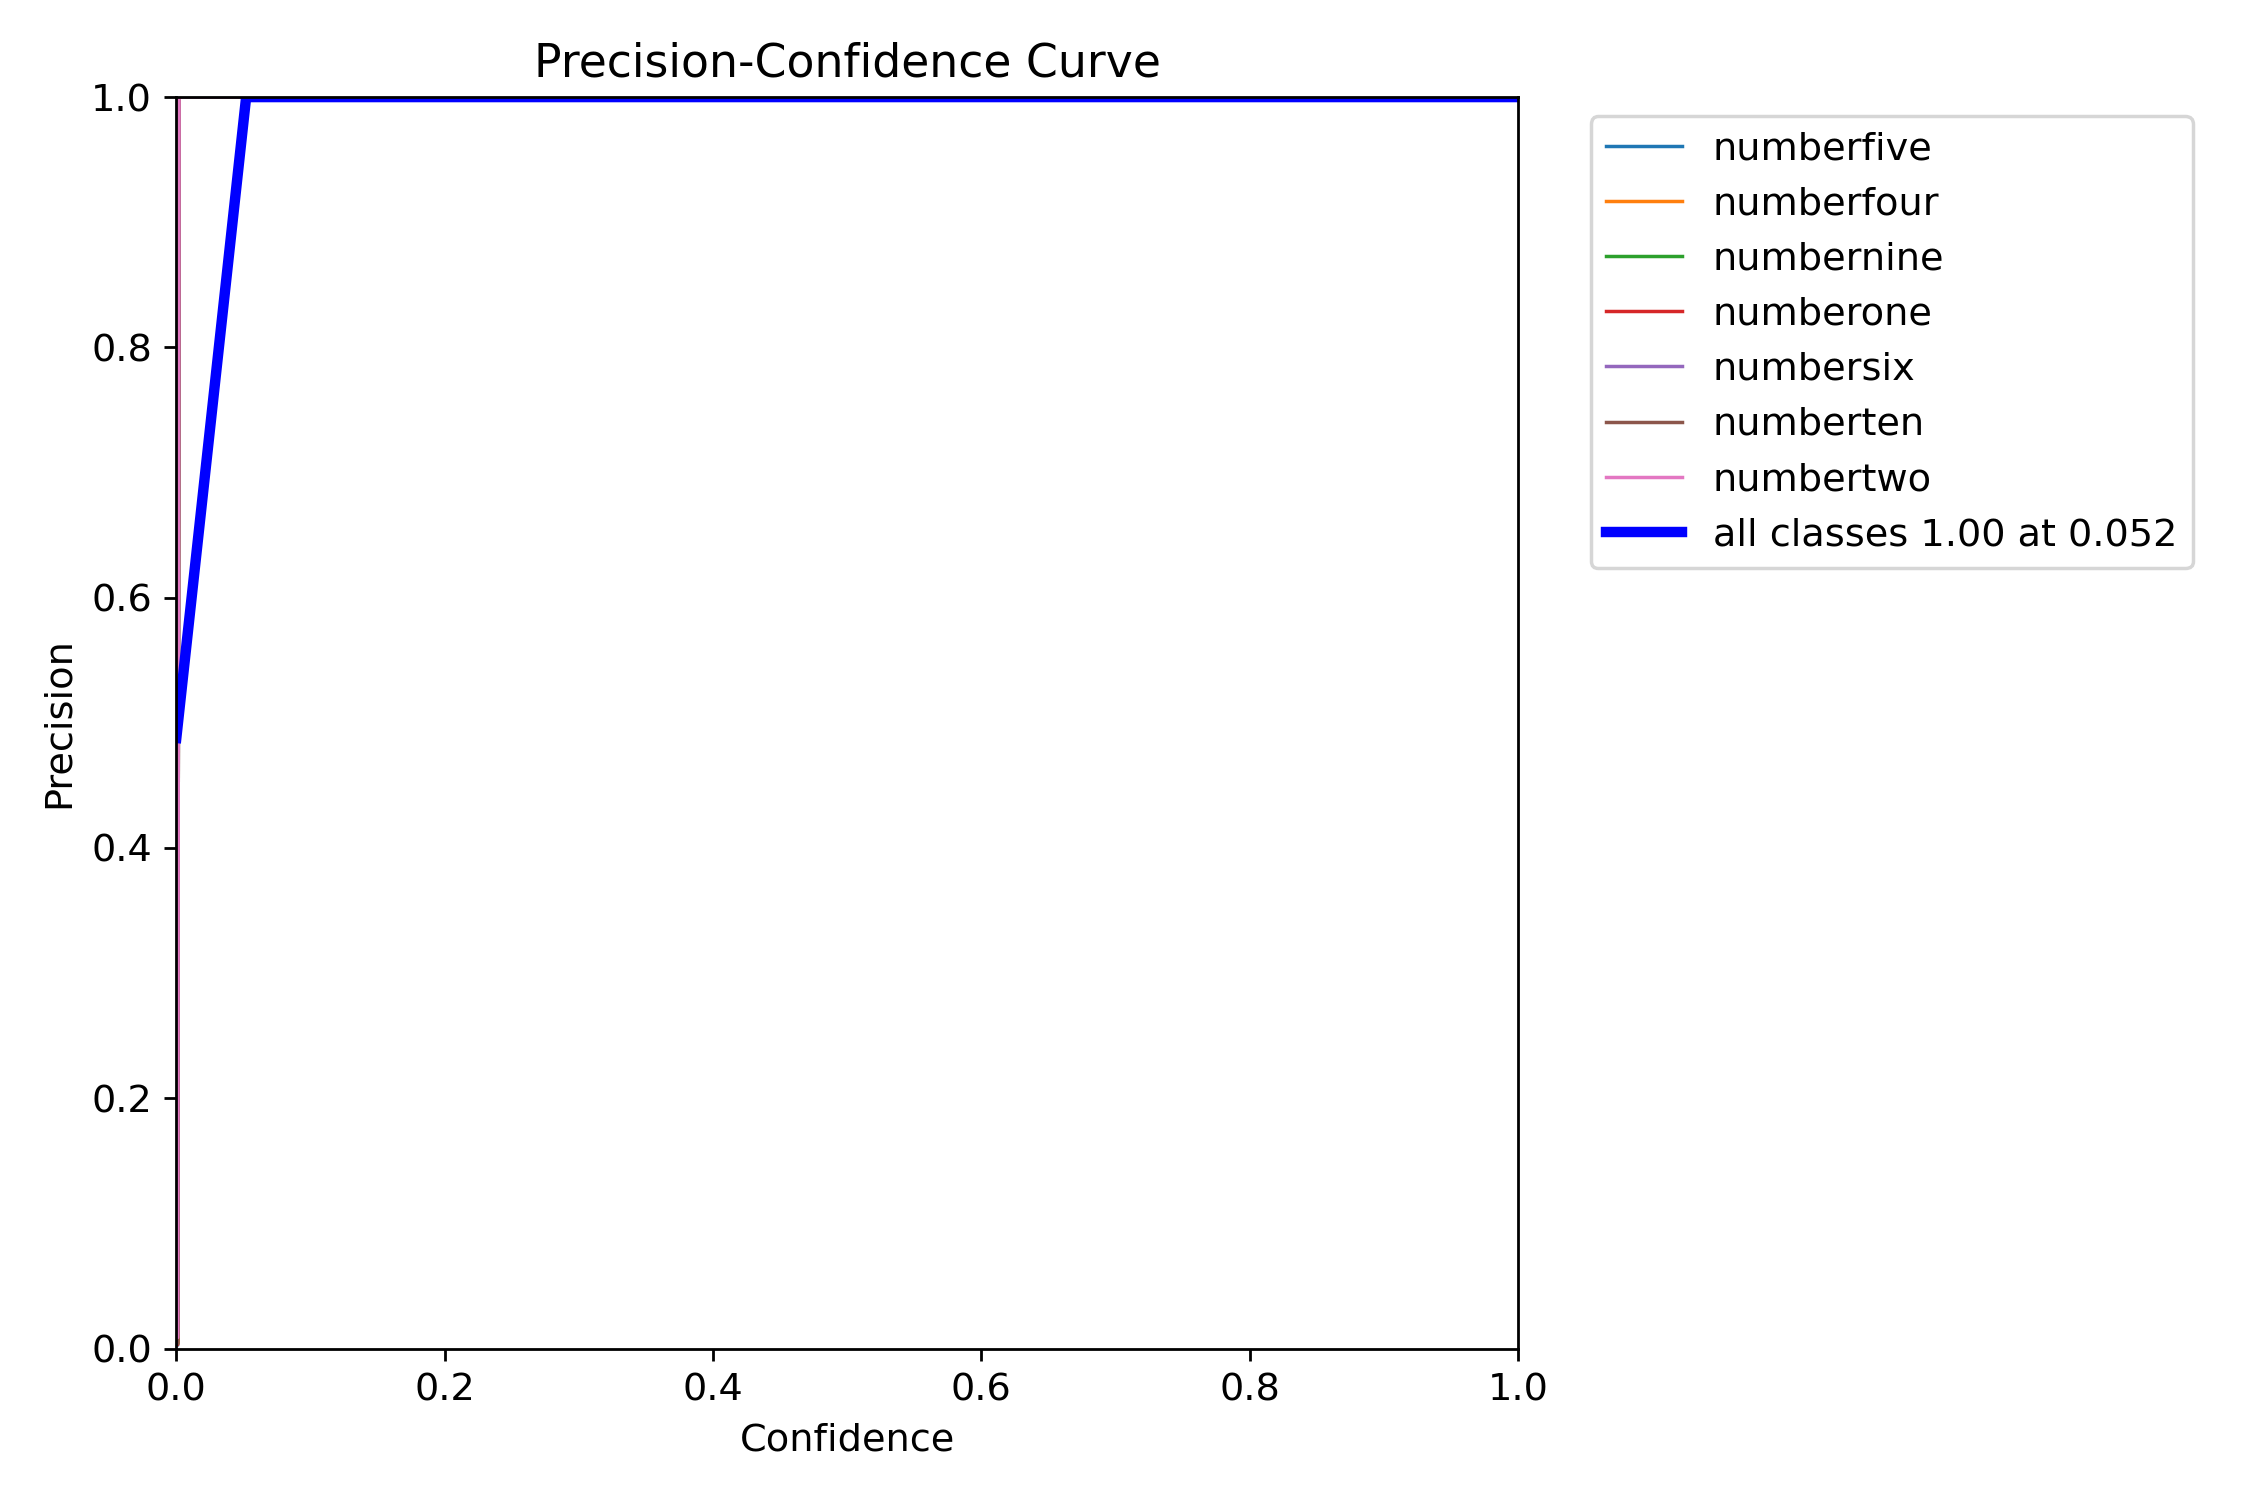 Precision-Confidence Curve
1.0
0.8
0.6
0.4
0.2
0.0
Precision
0.0 0.2 0.4 0.6 0.8 1.0
Confidence
numberfive
numberfour
numbernine
numberone
numbersix
numberten
numbertwo
all classes 1.00 at 0.052